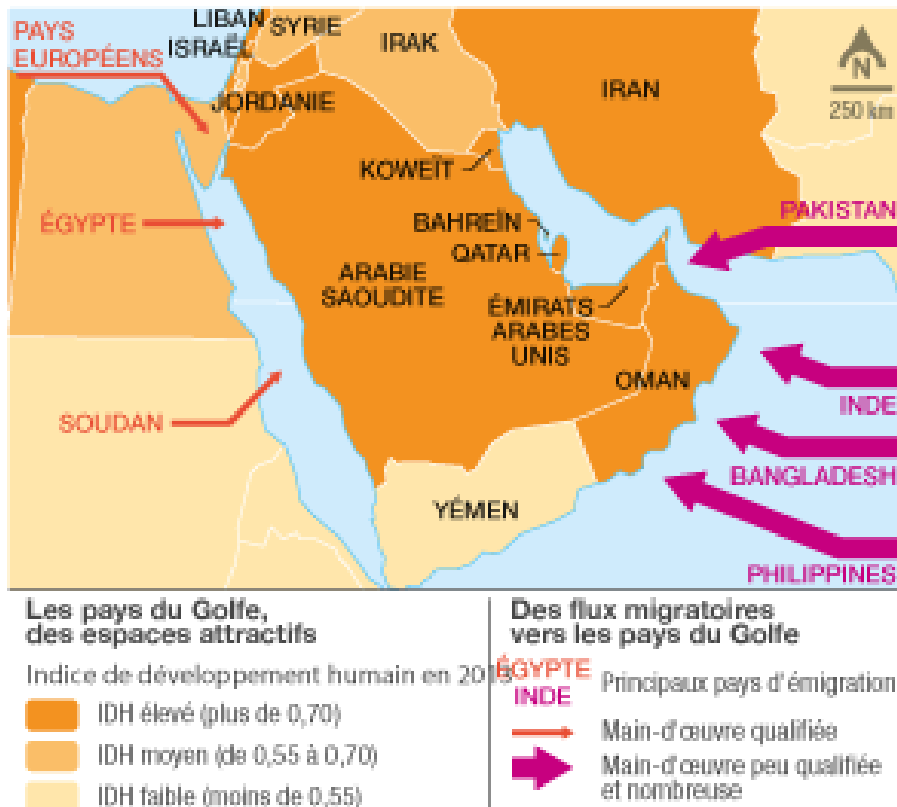 LIBAN
SYRIE
PAYS
EUROPÉENS
ISRAËL
IRAK
N
250 km
JORDANIE
IRAN
KOWEÏT
PAKISTAN
ÉGYPTE
BAHREÏN
QATAR
ARABIE
SAOUDITE
ÉMIRATS
ARABES
UNIS
OMAN
INDE
SOUDAN
BANGLADESH
YÉMEN
PHILIPPINES
Les pays du Golfe,
des espaces attractifs
Indice de développement humain en
IDH élevé (plus de 0,70)
IDH moyen (de 0,55 à 0,70)
IDH faible (moins de 0,55)
Des flux migratoires
vers les pays du Golfe
ÉGYPTE
INDE
Principaux pays d'émigration
Main-d'œuvre qualifiée
Main-d'œuvre peu qualifiée
et nombreuse